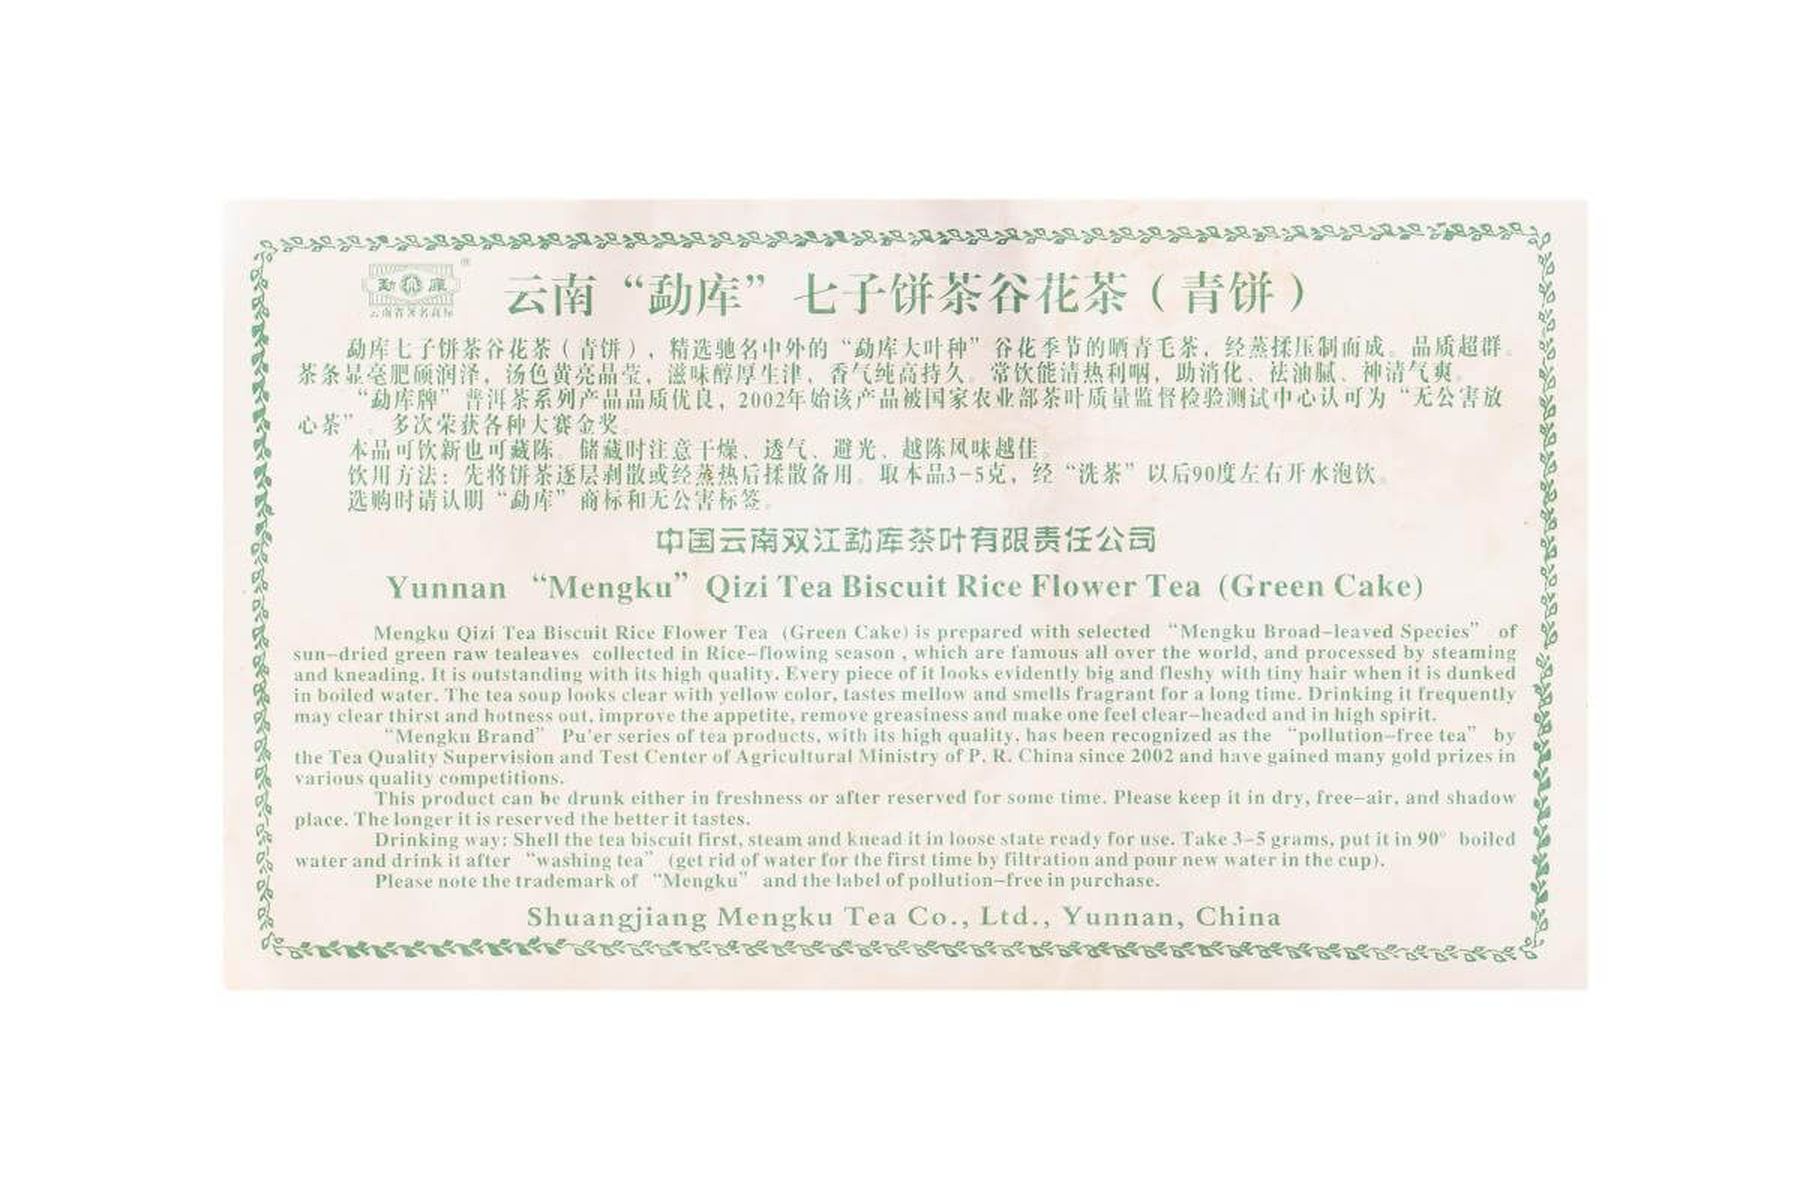 勐库
®
云南省著名商标
云南“勐库”七子饼茶谷花茶（青饼）
勐库七子饼茶谷花茶（青饼），精选驰名中外的“勐库大叶种”谷花季节的晒青毛茶，经蒸揉压制而成。品质超群。
茶条显毫肥硕润泽，汤色黄亮晶莹，滋味醇厚生津，香气纯高持久。常饮能清热利咽，助消化、祛油腻、神清气爽。
“勐库牌”普洱茶系列产品品质优良，2002年始该产品被国家农业部茶叶质量监督检验测试中心认可为“无公害放
心茶”。多次荣获各种大赛金奖。
本品可饮新也可藏陈。储藏时注意干燥、透气、避光、越陈风味越佳。
饮用方法：先将饼茶逐层剥散或经蒸热后揉散备用。取本品3-5克，经“洗茶”以后90度左右开水泡饮。
选购时请认明“勐库”商标和无公害标签。
中国云南双江勐库茶叶有限责任公司
Yunnan “Mengku” Qizi Tea Biscuit Rice Flower Tea (Green Cake)
Mengku Qizi Tea Biscuit Rice Flower Tea (Green Cake) is prepared with selected “Mengku Broad-leaved Species” of
sun-dried green raw tealeaves collected in Rice-flowing season , which are famous all over the world, and processed by steaming
and kneading. It is outstanding with its high quality. Every piece of it looks evidently big and fleshy with tiny hair when it is dunked
in boiled water. The tea soup looks clear with yellow color, tastes mellow and smells fragrant for a long time. Drinking it frequently
may clear thirst and hotness out, improve the appetite, remove greasiness and make one feel clear-headed and in high spirit.
“Mengku Brand” Pu'er series of tea products, with its high quality, has been recognized as the “pollution-free tea” by
the Tea Quality Supervision and Test Center of Agricultural Ministry of P. R. China since 2002 and have gained many gold prizes in
various quality competitions.
This product can be drunk either in freshness or after reserved for some time. Please keep it in dry, free-air, and shadow
place. The longer it is reserved the better it tastes.
Drinking way: Shell the tea biscuit first, steam and knead it in loose state ready for use. Take 3-5 grams, put it in 90° boiled
water and drink it after “washing tea” (get rid of water for the first time by filtration and pour new water in the cup).
Please note the trademark of “Mengku” and the label of pollution-free in purchase.
Shuangjiang Mengku Tea Co., Ltd., Yunnan, China